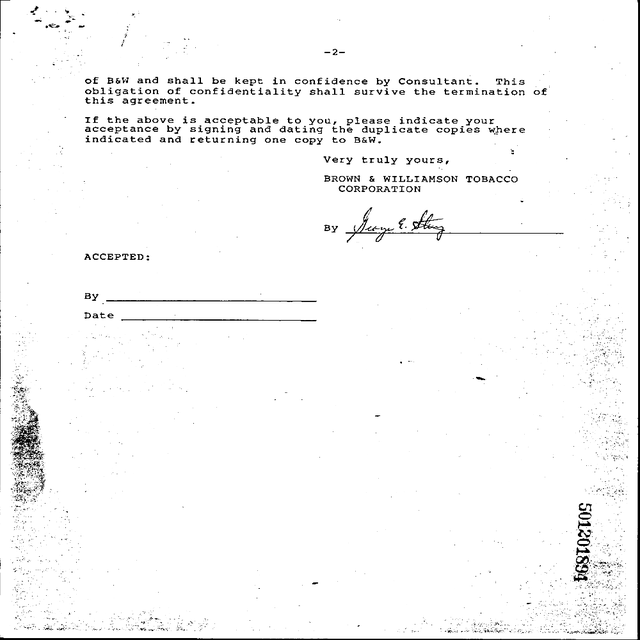 -2-
of B&W and shall be kept in confidence by Consultant. This
obligation of confidentiality shall survive the termination of
this agreement.
If the above is acceptable to you, please indicate your
acceptance by signing and dating the duplicate copies where
indicated and returning one copy to B&W.
Very truly yours,
BROWN & WILLIAMSON TOBACCO
CORPORATION
By George E.
ACCEPTED:
By
Date
501201894